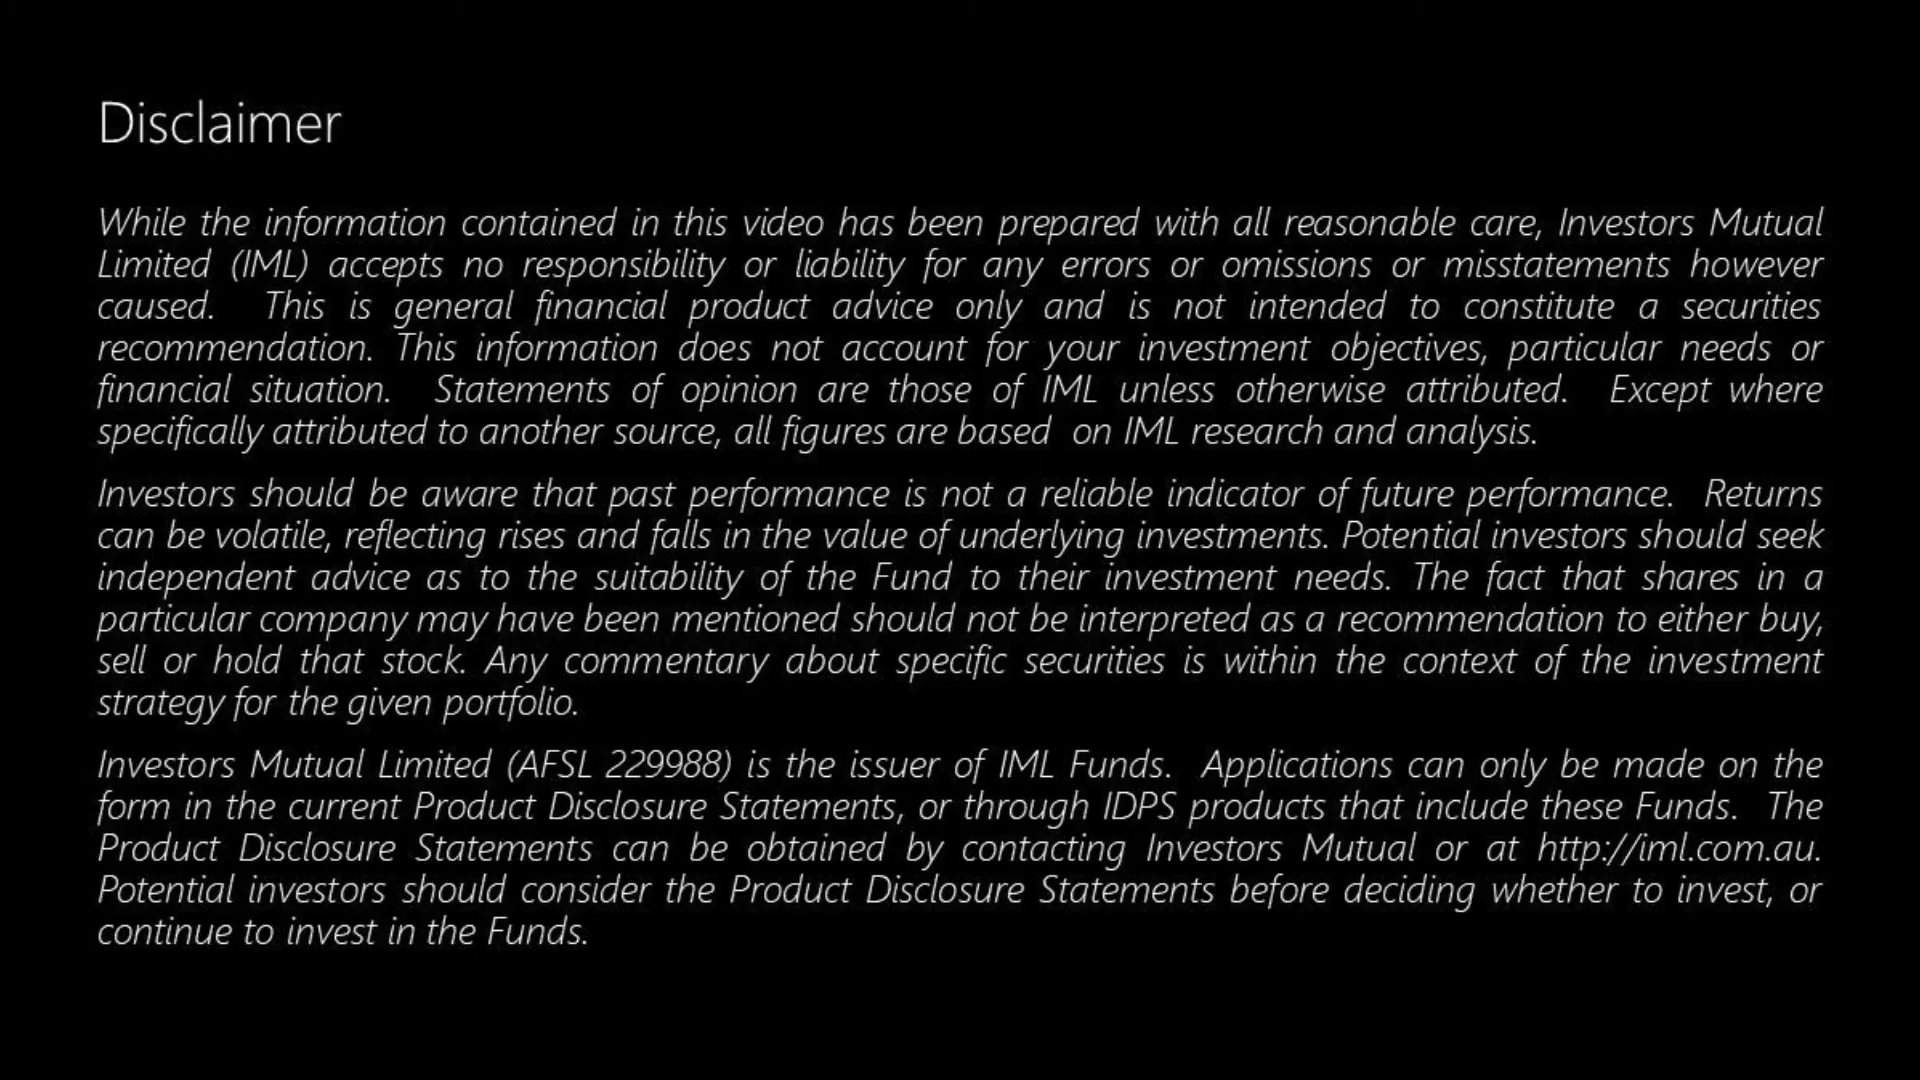 Disclaimer
While the information contained in this video has been prepared with all reasonable care, Investors Mutual
Limited (IML) accepts no responsibility or liability for any errors or omissions or misstatements however
caused.  This is general financial product advice only and is not intended to constitute a securities
recommendation. This information does not account for your investment objectives, particular needs or
financial situation.  Statements of opinion are those of IML unless otherwise attributed.  Except where
specifically attributed to another source, all figures are based  on IML research and analysis.
Investors should be aware that past performance is not a reliable indicator of future performance.  Returns
can be volatile, reflecting rises and falls in the value of underlying investments. Potential investors should seek
independent advice as to the suitability of the Fund to their investment needs. The fact that shares in a
particular company may have been mentioned should not be interpreted as a recommendation to either buy,
sell or hold that stock. Any commentary about specific securities is within the context of the investment
strategy for the given portfolio.
Investors Mutual Limited (AFSL 229988) is the issuer of IML Funds.  Applications can only be made on the
form in the current Product Disclosure Statements, or through IDPS products that include these Funds.  The
Product Disclosure Statements can be obtained by contacting Investors Mutual or at http://iml.com.au.
Potential investors should consider the Product Disclosure Statements before deciding whether to invest, or
continue to invest in the Funds.